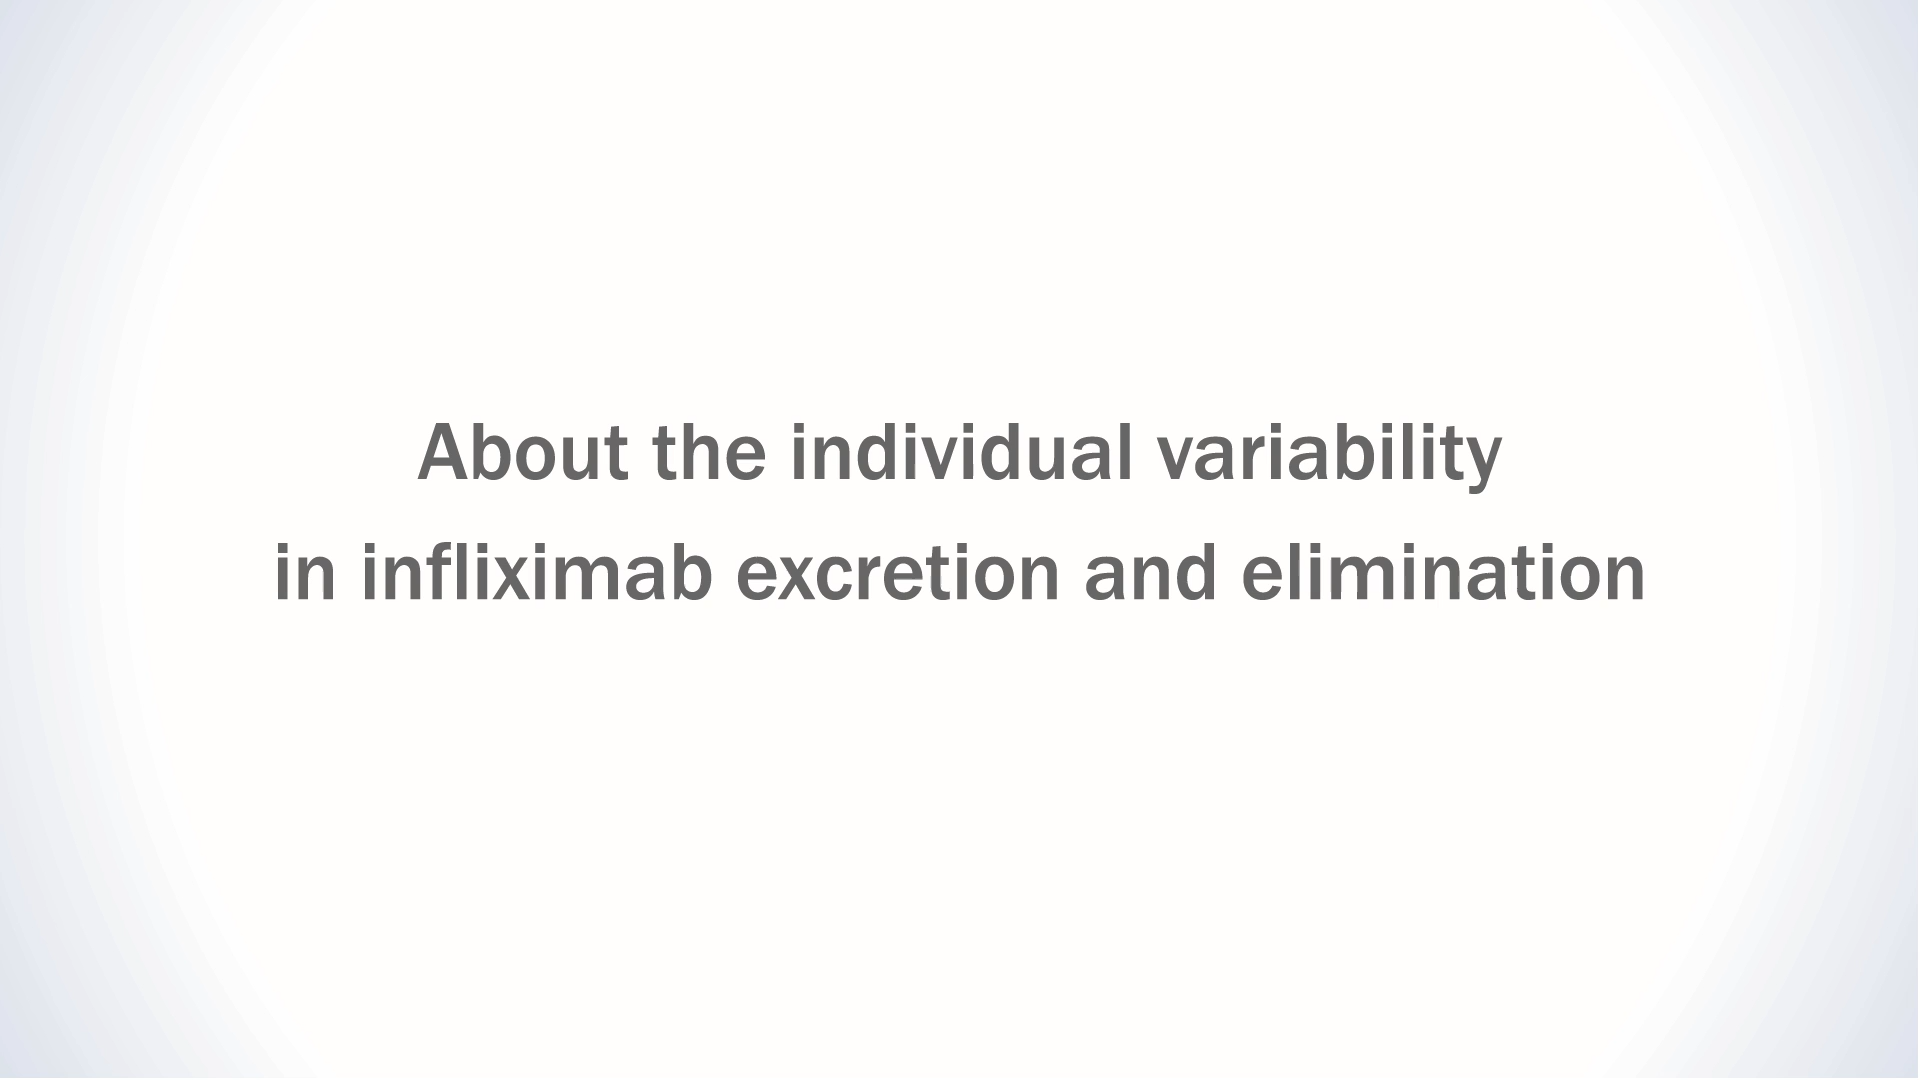 About the individual variability
in infliximab excretion and elimination